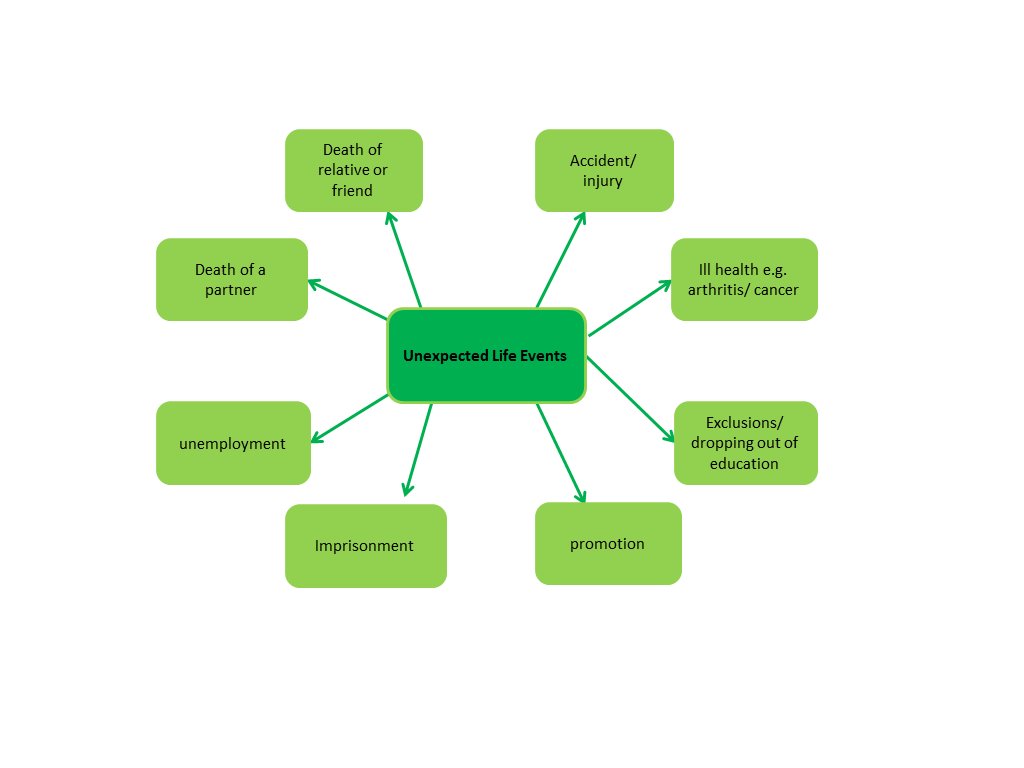 Death of
relative or
friend
Accident/
injury
Death of a
partner
Ill health e.g.
arthritis/ cancer
Unexpected Life Events
unemployment
Exclusions/
dropping out of
education
Imprisonment
promotion